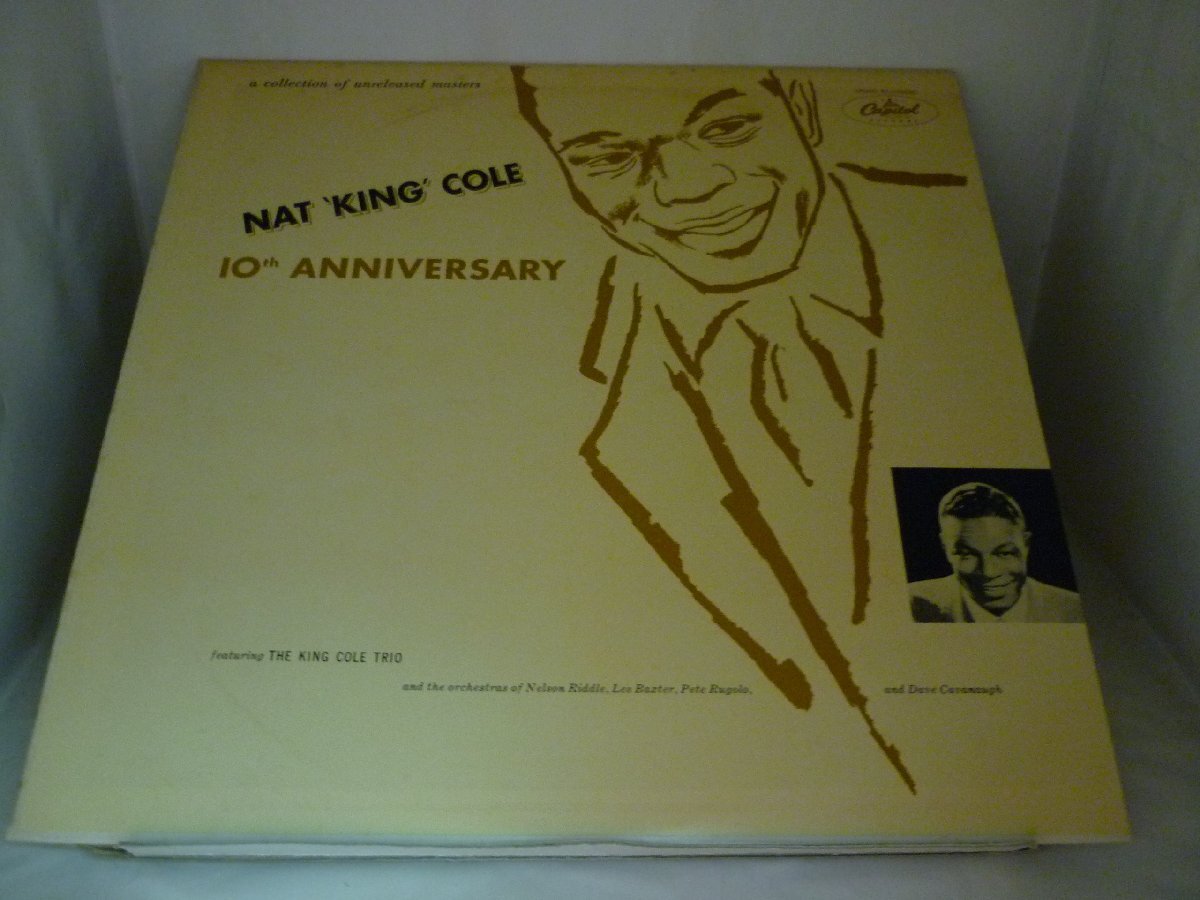 a collection of unreleased masters
Capitol
RECORDS
NAT 'KING' COLE
10th ANNIVERSARY
featuring THE KING COLE TRIO
and the orchestras of Nelson Riddle, Les Baxter, Pete Rugolo, and Dave Cavanaugh